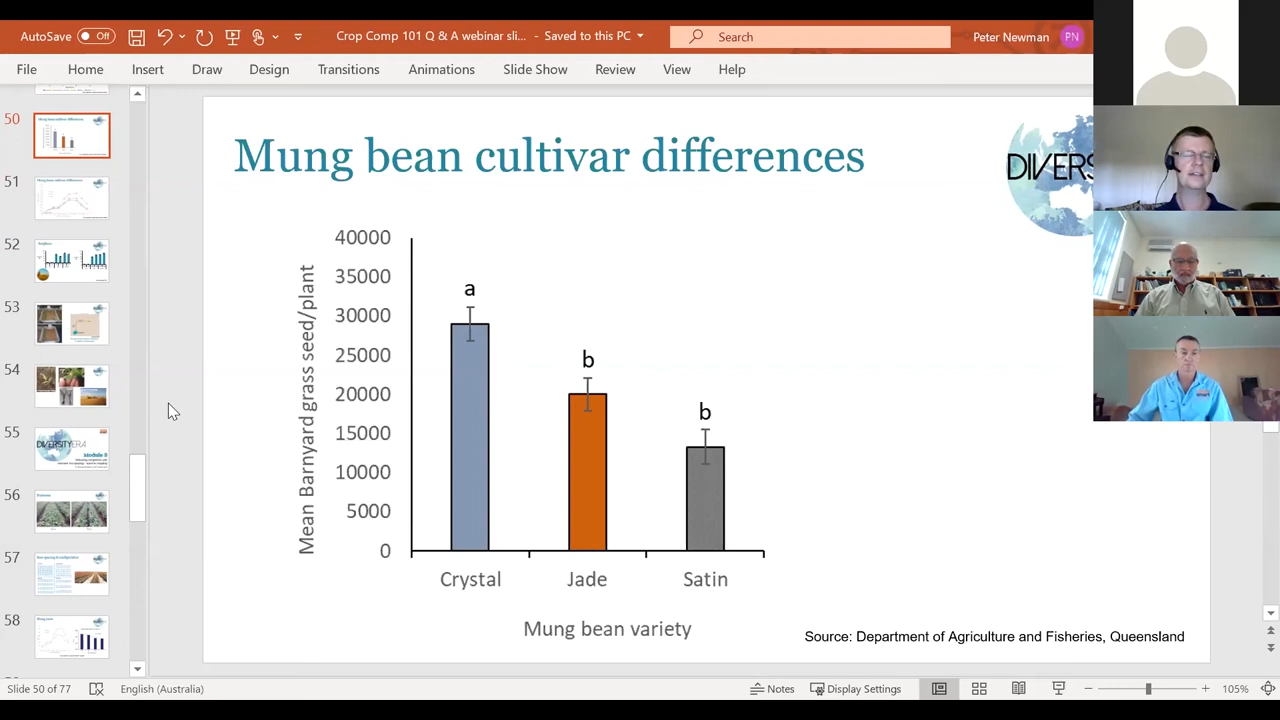 AutoSave Off Crop Comp 101 Q & A webinar sli... - Saved to this PC Search Peter Newman PN
File Home Insert Draw Design Transitions Animations Slide Show Review View Help
50
51
52
53
54
55
56
57
58
Mung bean cultivar differences
DIVERS
Mean Barnyard grass seed/plant
40000
35000
30000
25000
20000
15000
10000
5000
0
a
b
b
Crystal Jade Satin
Mung bean variety
Source: Department of Agriculture and Fisheries, Queensland
Slide 50 of 77 English (Australia) Notes Display Settings 105%